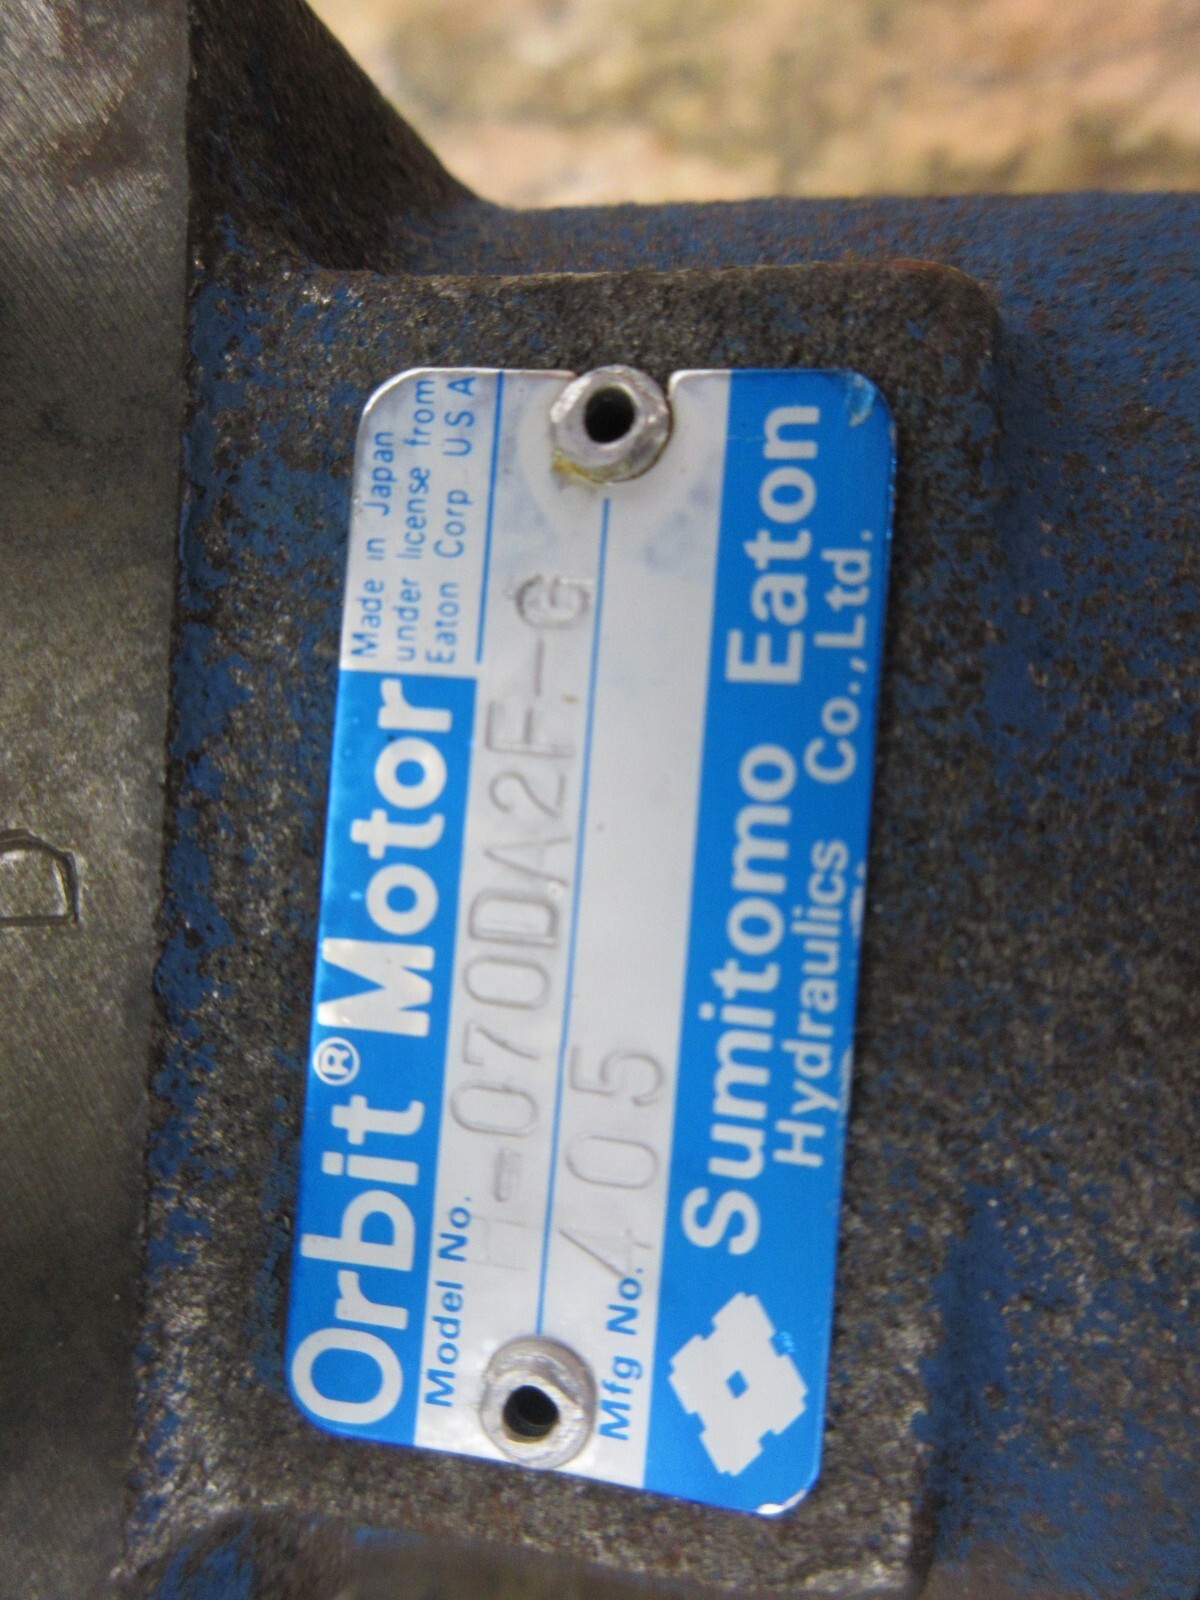 Orbit® Motor
Made in Japan
under license from
Eaton Corp USA
Model No. H-070DA2F-G
Mfg No. 405
Sumitomo Eaton
Hydraulics Co.,Ltd.
D